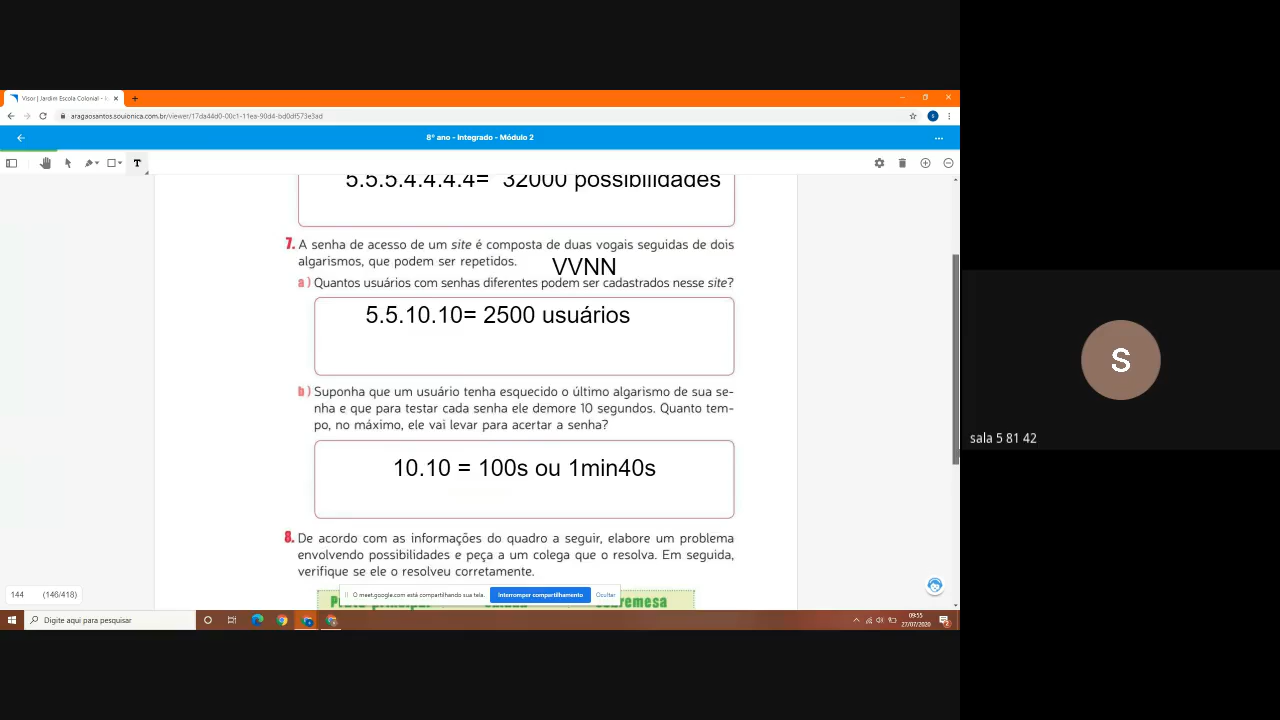 Visor | Jardim Escola Colonial -
aragaosantos.souionica.com.br/viewer/17da44d0-00c1-11ea-90d4-bd0df573e3ad
8º ano - Integrado - Módulo 2
T
5.5.5.4.4.4.4= 32000 possibilidades
7. A senha de acesso de um site é composta de duas vogais seguidas de dois
algarismos, que podem ser repetidos.
VVNN
a) Quantos usuários com senhas diferentes podem ser cadastrados nesse site?
5.5.10.10= 2500 usuários
b) Suponha que um usuário tenha esquecido o último algarismo de sua se-
nha e que para testar cada senha ele demore 10 segundos. Quanto tem-
po, no máximo, ele vai levar para acertar a senha?
10.10 = 100s ou 1min40s
8. De acordo com as informações do quadro a seguir, elabore um problema
envolvendo possibilidades e peça a um colega que o resolva. Em seguida,
verifique se ele o resolveu corretamente.
144 (146/418)
O meet.google.com está compartilhando sua tela. Interromper compartilhamento Ocultar
Digite aqui para pesquisar
09:55
27/07/2020
S
sala 5 81 42